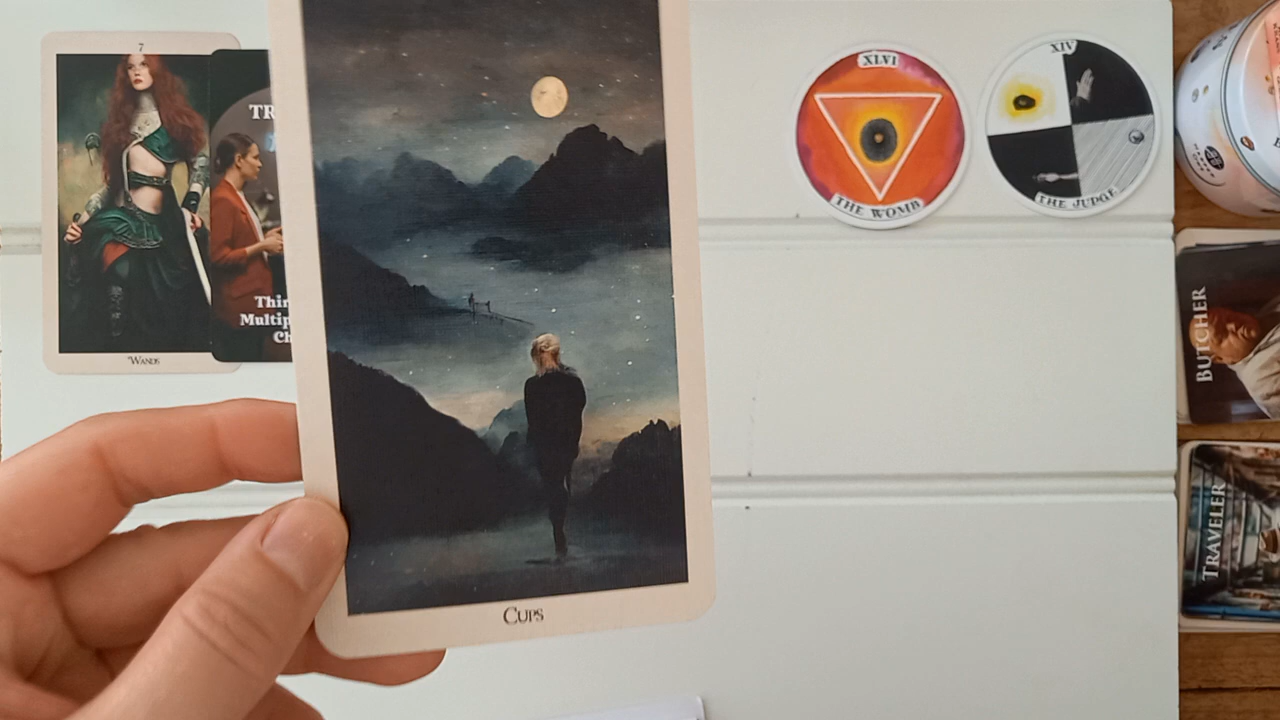 7
WANDS
TR
Thin
Multip
Ch
CUPS
XLVI
THE WOMB
XIV
THE JUDGE
BUTCHER
TRAVELER